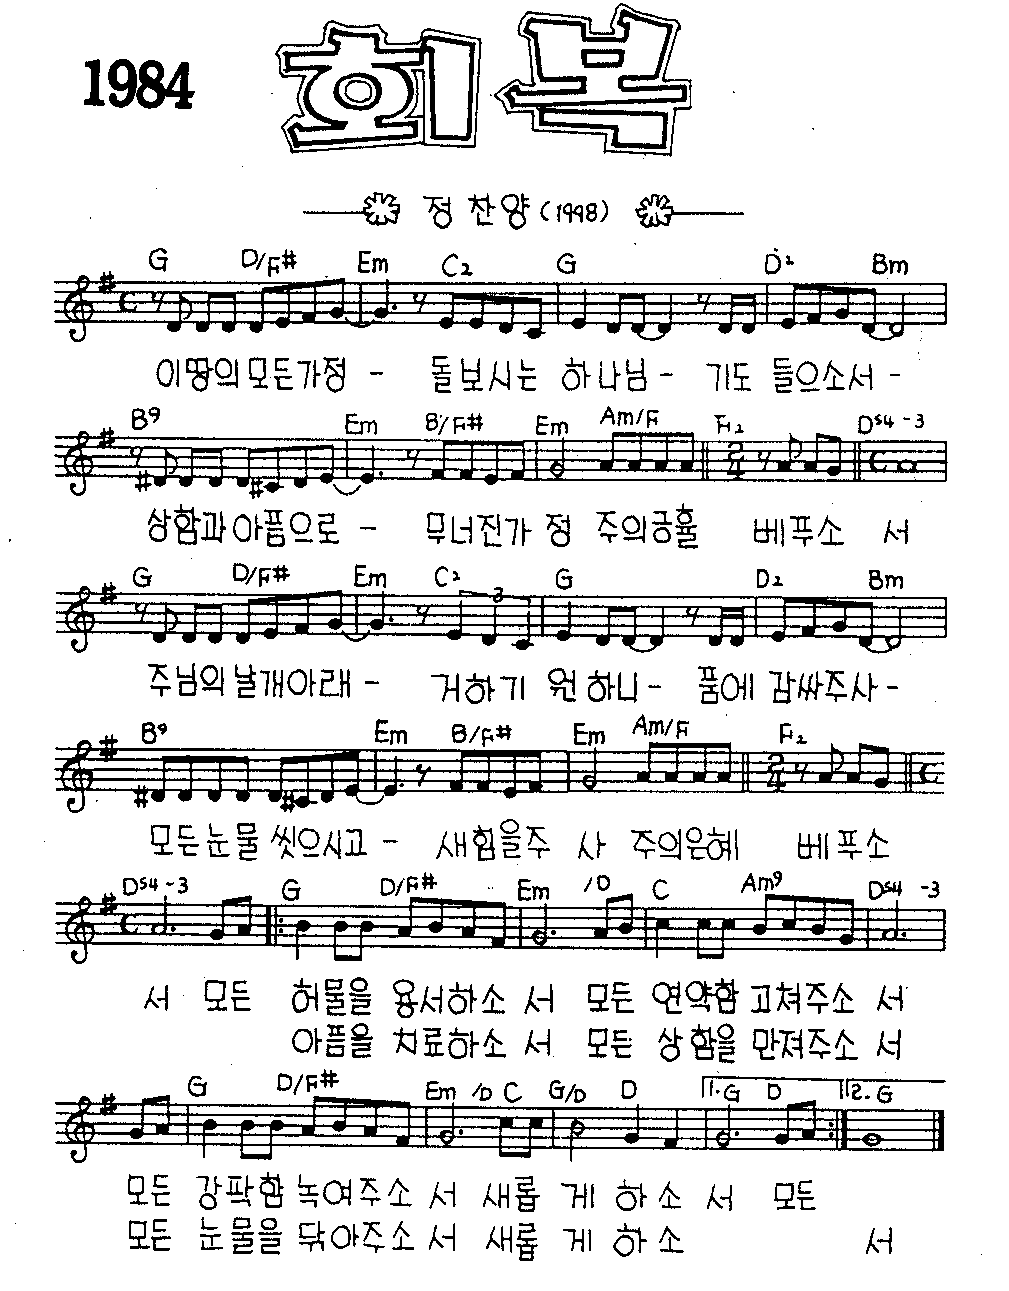 1984 회복
정찬양 (1998)
G D/F# Em C2 G D2 Bm
이 땅의 모든 가정 - 돌보시는 하나님 - 기도 들으소서 -
B9 Em B/F# Em Am/F F2 Ds4 -3
상함과 아픔으로 - 무너진 가 정 주의 긍휼 베푸소 서
G D/F# Em C2 3 G D2 Bm
주님의 날개 아래 - 거하기 원하니 - 품에 감싸주사 -
B9 Em B/F# Em Am/F F2
모든 눈물 씻으시고 - 새 힘을 주 사 주의 은혜 베푸소
Ds4 -3 G D/F# Em /D C Am9 Ds4 -3
서 모든 허물을 용서하소 서 모든 연약함 고쳐주소 서
아픔을 치료하소 서 모든 상함을 만져주소 서
G D/F# Em /D C G/D D 1. G D 2. G
모든 강퍅함 녹여주소 서 새롭 게 하 소 서 모든
모든 눈물을 닦아주소 서 새롭 게 하 소 서